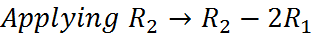 Applying R₂ → R₂ − 2R₁